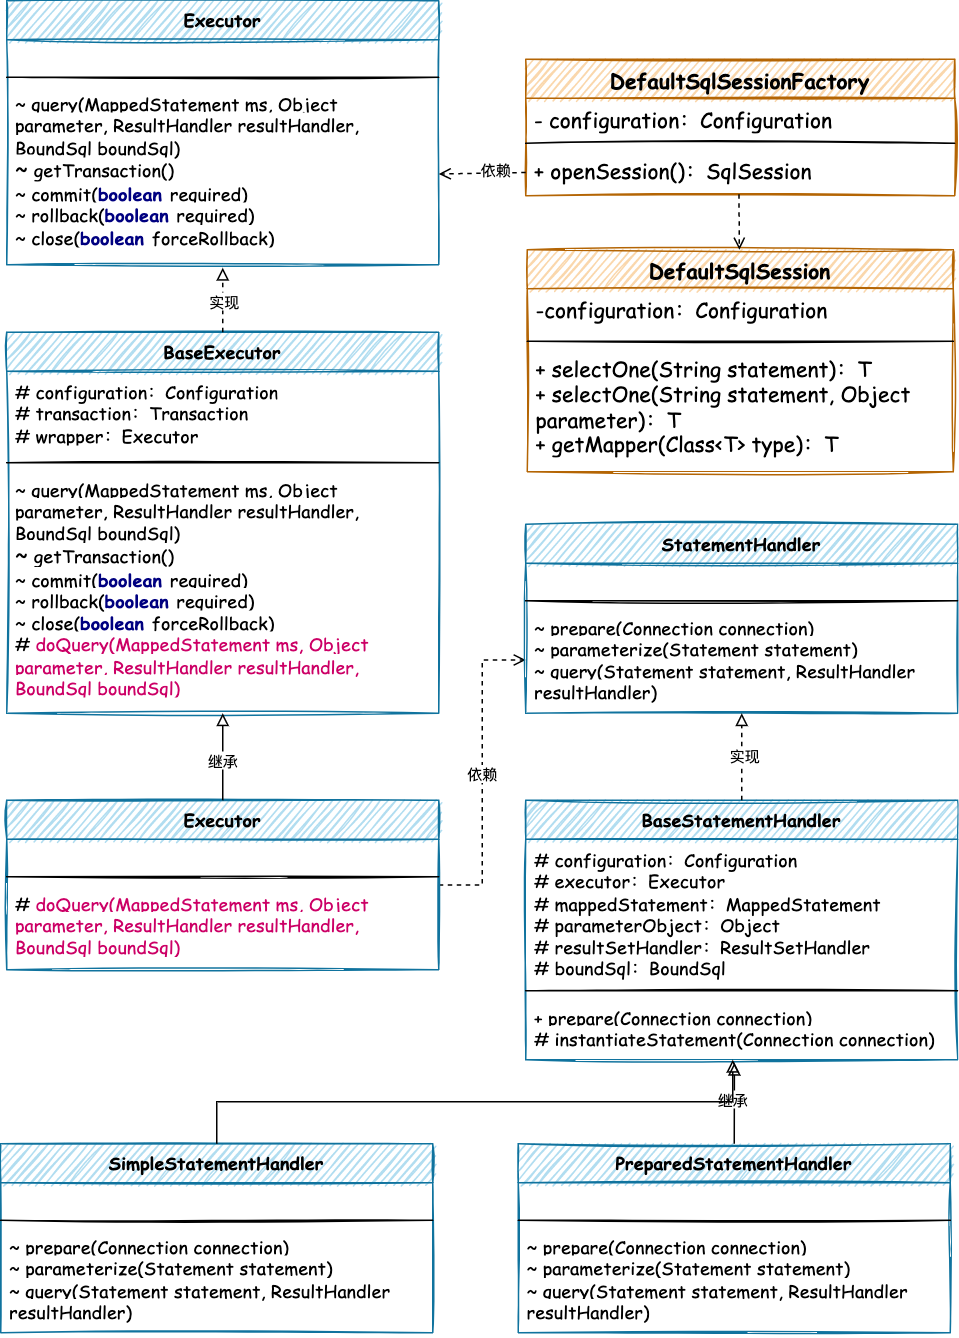 Executor
~ query(MappedStatement ms, Object
parameter, ResultHandler resultHandler,
BoundSql boundSql)
~ getTransaction()
~ commit(boolean required)
~ rollback(boolean required)
~ close(boolean forceRollback)
DefaultSqlSessionFactory
- configuration：Configuration
+ openSession()：SqlSession
依赖
DefaultSqlSession
-configuration：Configuration
+ selectOne(String statement)：T
+ selectOne(String statement, Object
parameter)：T
+ getMapper(Class<T> type)：T
实现
BaseExecutor
# configuration：Configuration
# transaction：Transaction
# wrapper：Executor
~ query(MappedStatement ms, Object
parameter, ResultHandler resultHandler,
BoundSql boundSql)
~ getTransaction()
~ commit(boolean required)
~ rollback(boolean required)
~ close(boolean forceRollback)
# doQuery(MappedStatement ms, Object
parameter, ResultHandler resultHandler,
BoundSql boundSql)
StatementHandler
~ prepare(Connection connection)
~ parameterize(Statement statement)
~ query(Statement statement, ResultHandler
resultHandler)
继承
依赖
实现
Executor
# doQuery(MappedStatement ms, Object
parameter, ResultHandler resultHandler,
BoundSql boundSql)
BaseStatementHandler
# configuration：Configuration
# executor：Executor
# mappedStatement：MappedStatement
# parameterObject：Object
# resultSetHandler：ResultSetHandler
# boundSql：BoundSql
+ prepare(Connection connection)
# instantiateStatement(Connection connection)
继承
SimpleStatementHandler
~ prepare(Connection connection)
~ parameterize(Statement statement)
~ query(Statement statement, ResultHandler
resultHandler)
PreparedStatementHandler
~ prepare(Connection connection)
~ parameterize(Statement statement)
~ query(Statement statement, ResultHandler
resultHandler)